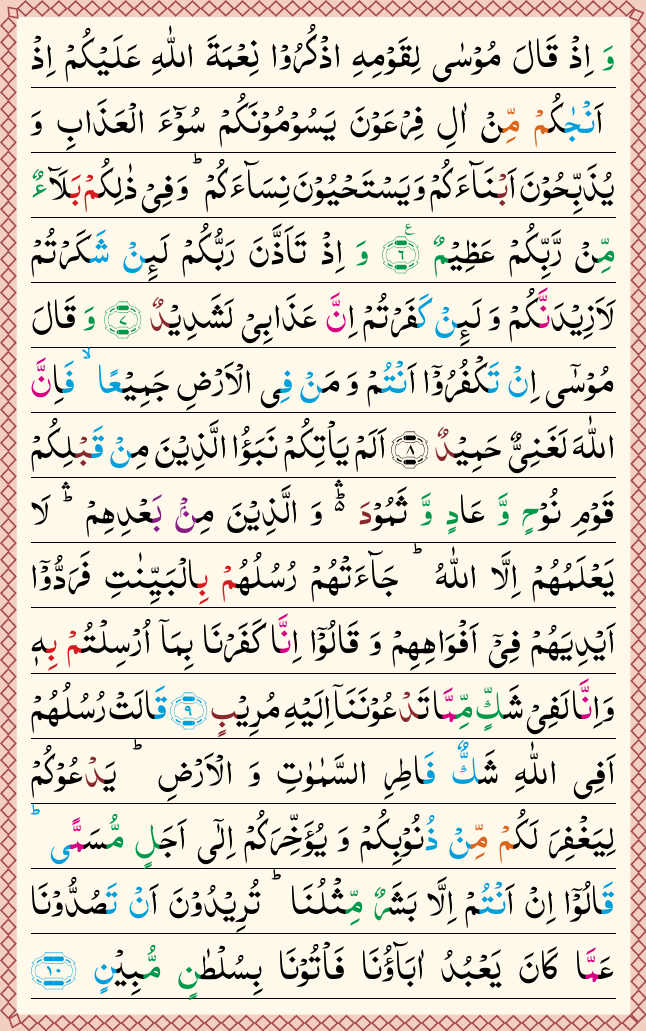 وَ اِذْ قَالَ مُوْسٰى لِقَوْمِهِ اذْكُرُوْا نِعْمَةَ اللّٰهِ عَلَيْكُمْ اِذْ
اَنْجٰىكُمْ مِّنْ اٰلِ فِرْعَوْنَ يَسُوْمُوْنَكُمْ سُوْٓءَ الْعَذَابِ وَ
يُذَبِّحُوْنَ اَبْنَآءَكُمْ وَ يَسْتَحْيُوْنَ نِسَآءَكُمْ ؕ وَ فِیْ ذٰلِكُمْ بَلَآءٌ
مِّنْ رَّبِّكُمْ عَظِيْمٌ ۶ ع وَ اِذْ تَاَذَّنَ رَبُّكُمْ لَىِٕنْ شَكَرْتُمْ
لَاَزِيْدَنَّكُمْ وَ لَىِٕنْ كَفَرْتُمْ اِنَّ عَذَابِیْ لَشَدِيْدٌ ۷ وَ قَالَ
مُوْسٰٓى اِنْ تَكْفُرُوْٓا اَنْتُمْ وَ مَنْ فِی الْاَرْضِ جَمِيْعًا ۙ فَاِنَّ
اللّٰهَ لَغَنِیٌّ حَمِيْدٌ ۸ اَلَمْ يَاْتِكُمْ نَبَؤُا الَّذِيْنَ مِنْ قَبْلِكُمْ
قَوْمِ نُوْحٍ وَّ عَادٍ وَّ ثَمُوْدَ ۛؕ وَ الَّذِيْنَ مِنْۢ بَعْدِهِمْ ۛؕ لَا
يَعْلَمُهُمْ اِلَّا اللّٰهُ ؕ جَآءَتْهُمْ رُسُلُهُمْ بِالْبَيِّنٰتِ فَرَدُّوْٓا
اَيْدِيَهُمْ فِیْٓ اَفْوَاهِهِمْ وَ قَالُوْٓا اِنَّا كَفَرْنَا بِمَآ اُرْسِلْتُمْ بِهٖ
وَ اِنَّا لَفِیْ شَكٍّ مِّمَّا تَدْعُوْنَنَآ اِلَيْهِ مُرِيْبٍ ۹ قَالَتْ رُسُلُهُمْ
اَفِی اللّٰهِ شَكٌّ فَاطِرِ السَّمٰوٰتِ وَ الْاَرْضِ ؕ يَدْعُوْكُمْ
لِيَغْفِرَ لَكُمْ مِّنْ ذُنُوْبِكُمْ وَ يُؤَخِّرَكُمْ اِلٰٓى اَجَلٍ مُّسَمًّى ؕ
قَالُوْٓا اِنْ اَنْتُمْ اِلَّا بَشَرٌ مِّثْلُنَا ؕ تُرِيْدُوْنَ اَنْ تَصُدُّوْنَا
عَمَّا كَانَ يَعْبُدُ اٰبَآؤُنَا فَاْتُوْنَا بِسُلْطٰنٍ مُّبِيْنٍ ۱۰